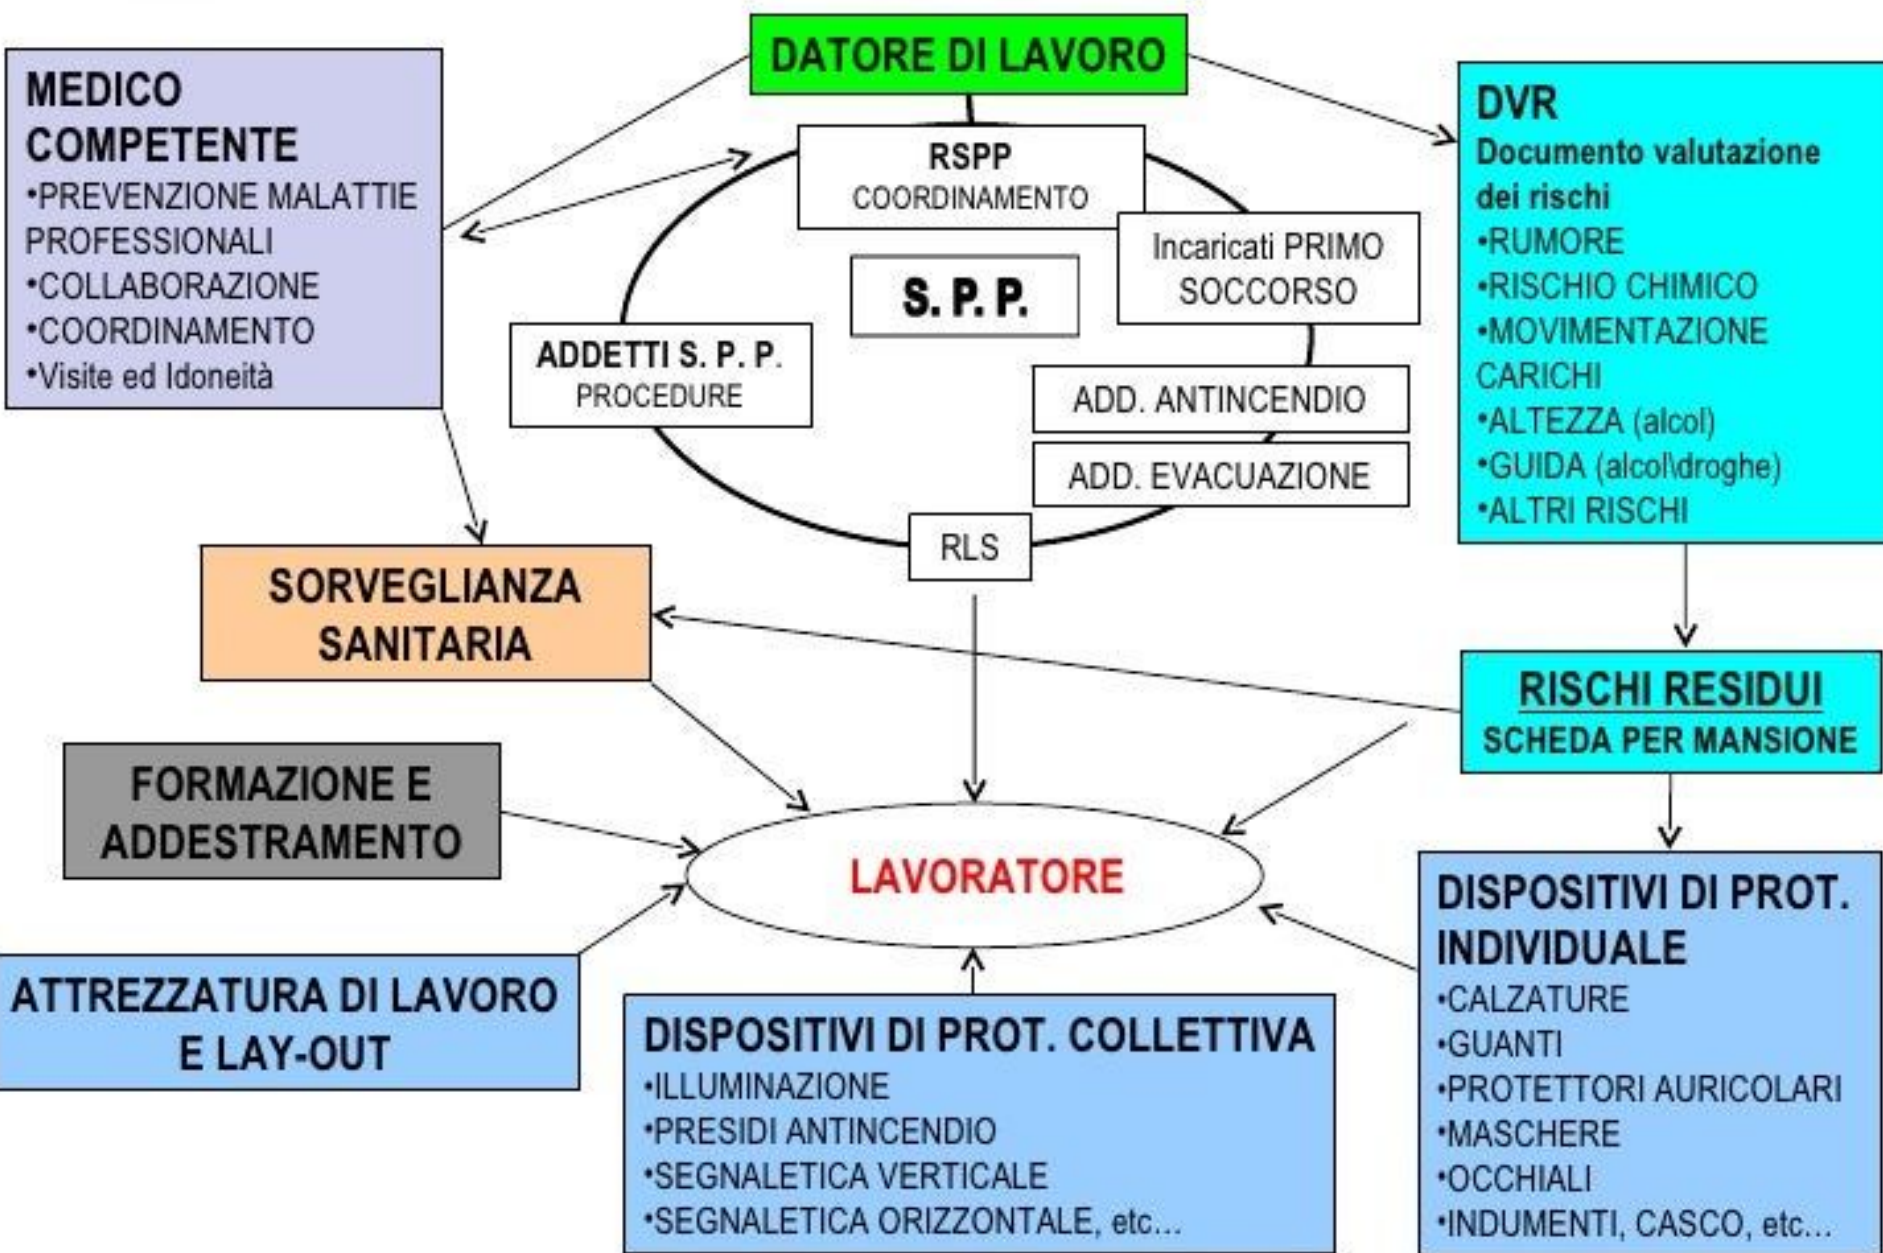 DATORE DI LAVORO
MEDICO
COMPETENTE
•PREVENZIONE MALATTIE
PROFESSIONALI
•COLLABORAZIONE
•COORDINAMENTO
•Visite ed Idoneità
RSPP
COORDINAMENTO
Incaricati PRIMO
SOCCORSO
S. P. P.
ADDETTI S. P. P.
PROCEDURE
ADD. ANTINCENDIO
ADD. EVACUAZIONE
RLS
DVR
Documento valutazione
dei rischi
•RUMORE
•RISCHIO CHIMICO
•MOVIMENTAZIONE
CARICHI
•ALTEZZA (alcol)
•GUIDA (alcol\droghe)
•ALTRI RISCHI
SORVEGLIANZA
SANITARIA
RISCHI RESIDUI
SCHEDA PER MANSIONE
FORMAZIONE E
ADDESTRAMENTO
LAVORATORE
ATTREZZATURA DI LAVORO
E LAY-OUT
DISPOSITIVI DI PROT. COLLETTIVA
•ILLUMINAZIONE
•PRESIDI ANTINCENDIO
•SEGNALETICA VERTICALE
•SEGNALETICA ORIZZONTALE, etc...
DISPOSITIVI DI PROT.
INDIVIDUALE
•CALZATURE
•GUANTI
•PROTETTORI AURICOLARI
•MASCHERE
•OCCHIALI
•INDUMENTI, CASCO, etc...